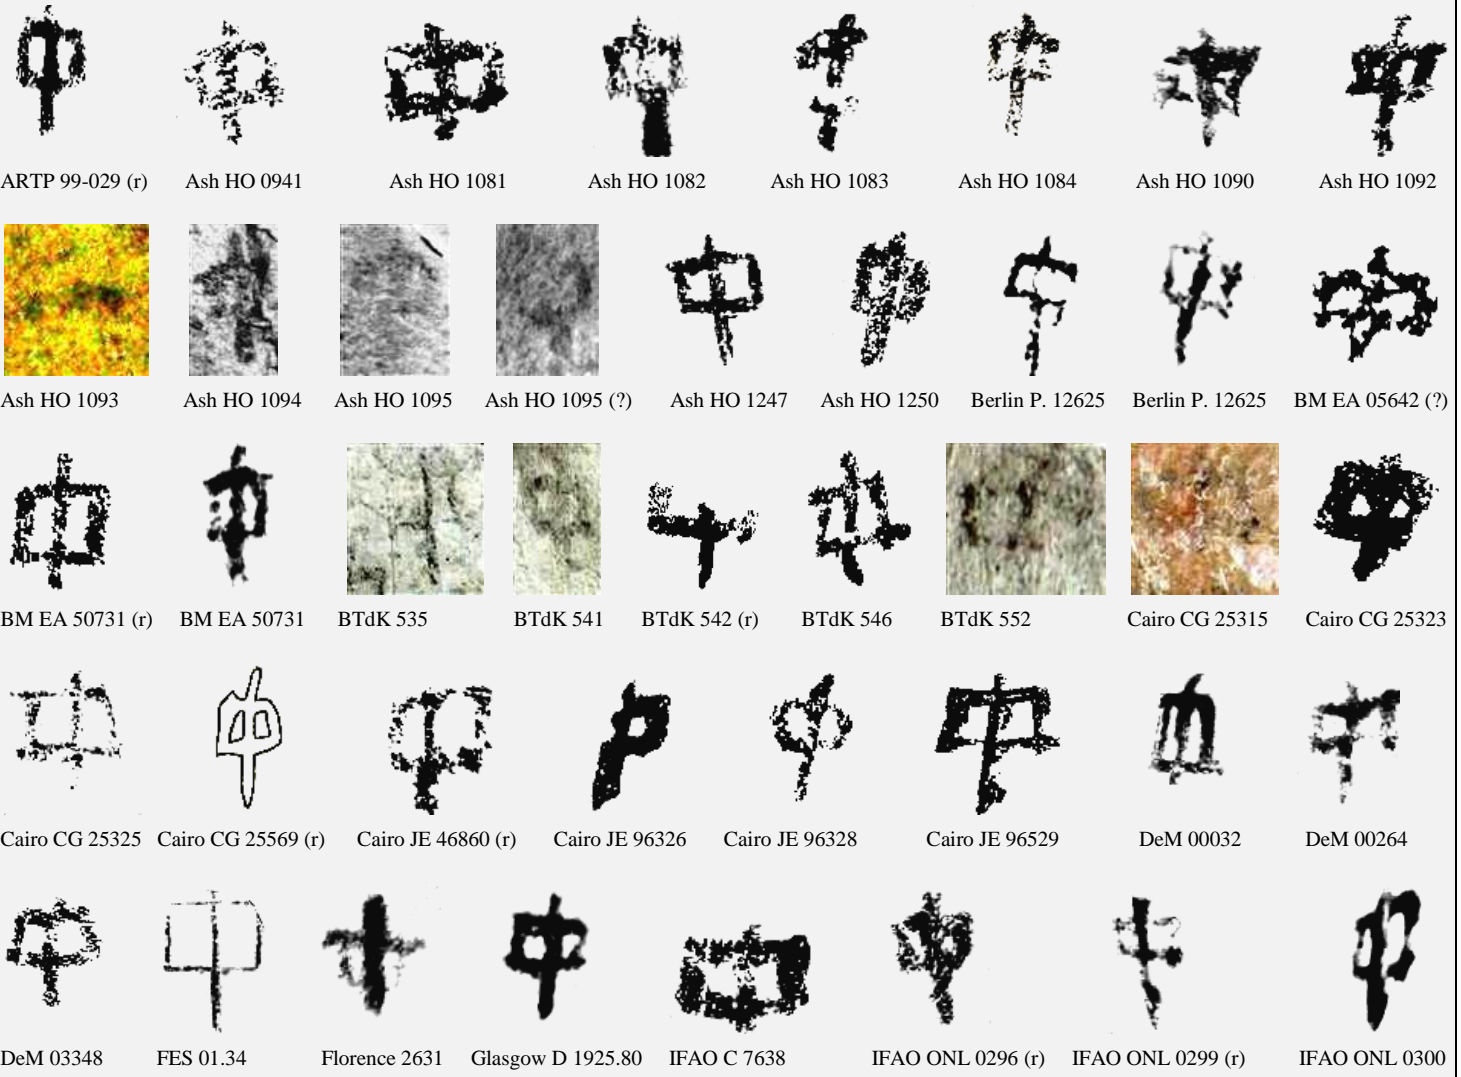 ARTP 99-029 (r) Ash HO 0941 Ash HO 1081 Ash HO 1082 Ash HO 1083 Ash HO 1084 Ash HO 1090 Ash HO 1092
Ash HO 1093 Ash HO 1094 Ash HO 1095 Ash HO 1095 (?) Ash HO 1247 Ash HO 1250 Berlin P. 12625 Berlin P. 12625 BM EA 05642 (?)
BM EA 50731 (r) BM EA 50731 BTdK 535 BTdK 541 BTdK 542 (r) BTdK 546 BTdK 552 Cairo CG 25315 Cairo CG 25323
Cairo CG 25325 Cairo CG 25569 (r) Cairo JE 46860 (r) Cairo JE 96326 Cairo JE 96328 Cairo JE 96529 DeM 00032 DeM 00264
DeM 03348 FES 01.34 Florence 2631 Glasgow D 1925.80 IFAO C 7638 IFAO ONL 0296 (r) IFAO ONL 0299 (r) IFAO ONL 0300